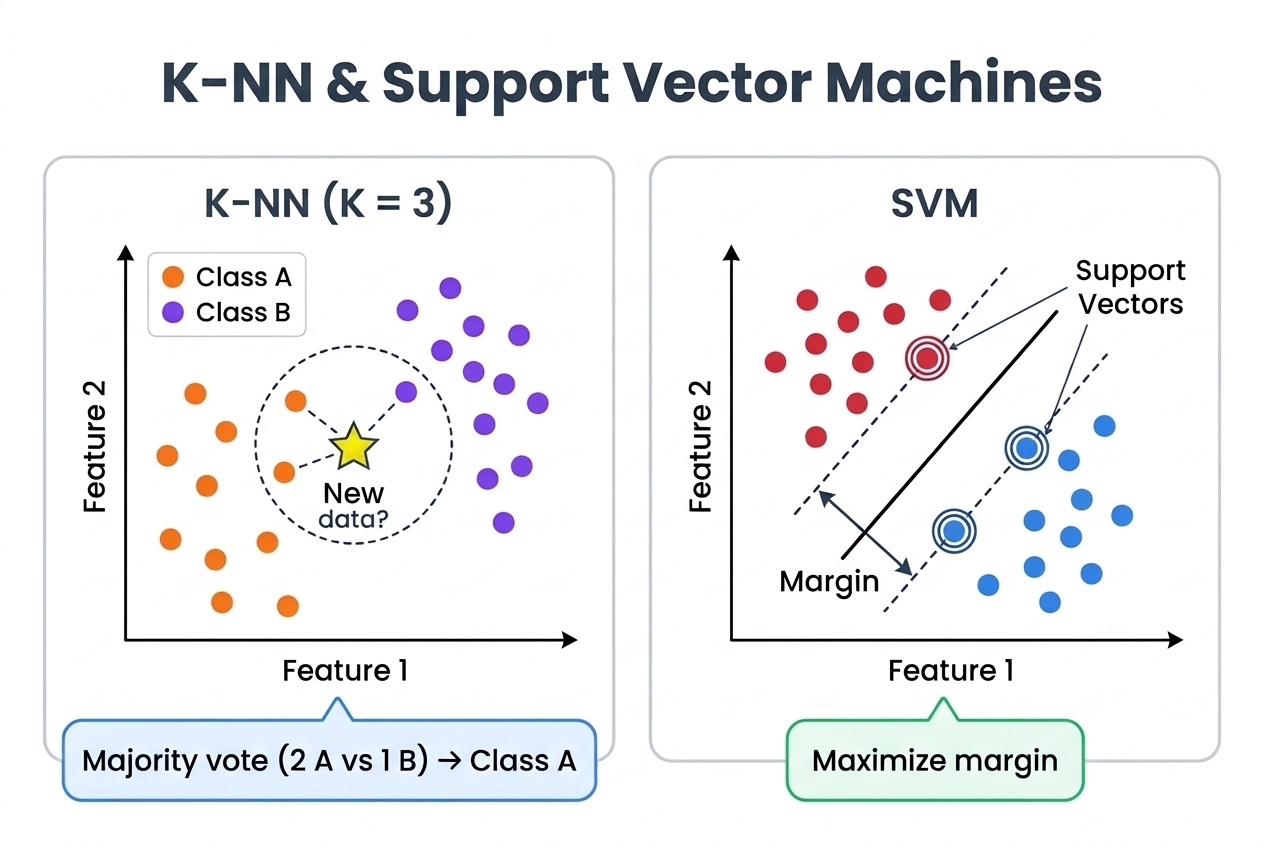 K-NN & Support Vector Machines
K-NN (K = 3)
Class A
Class B
Feature 2
New
data?
Feature 1
Majority vote (2 A vs 1 B) → Class A
SVM
Support
Vectors
Feature 2
Margin
Feature 1
Maximize margin